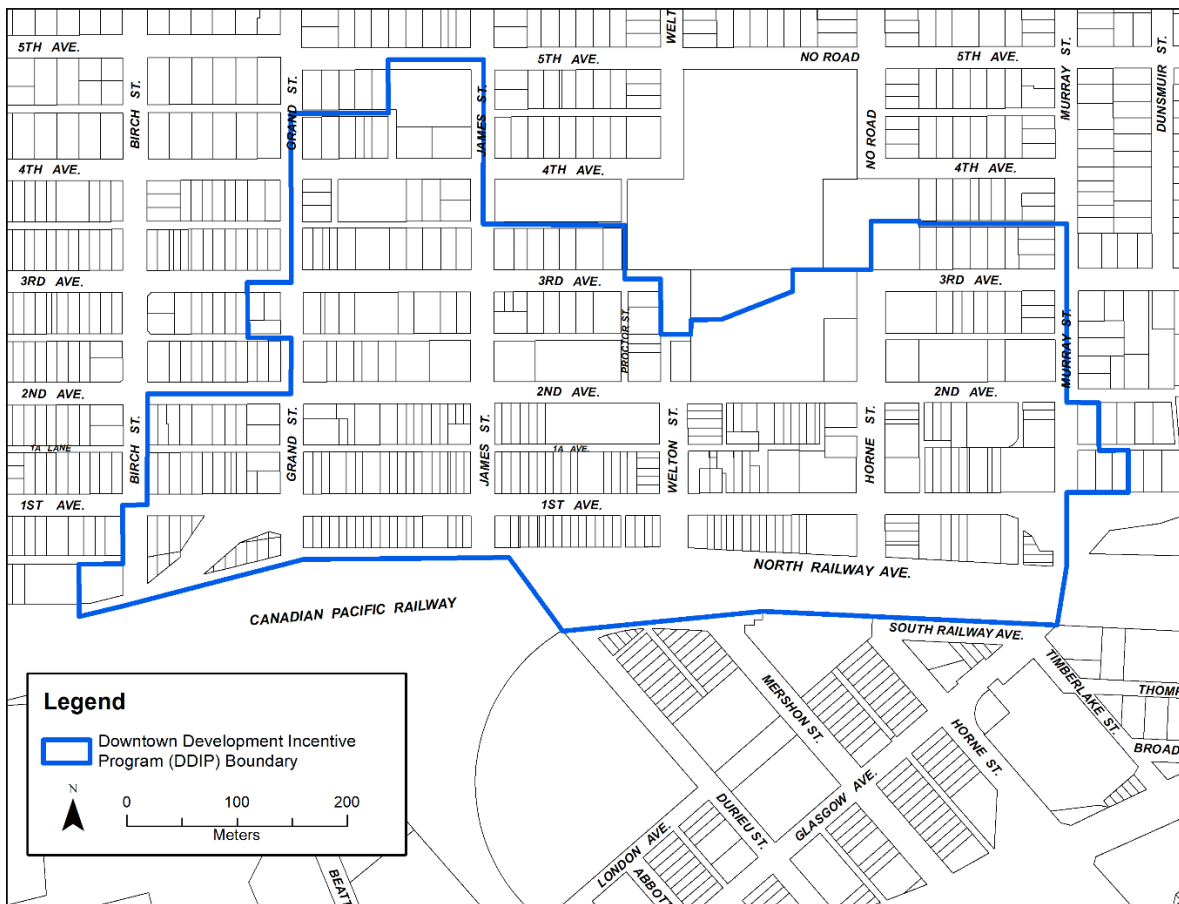 WELT
5TH AVE.
5TH AVE.
NO ROAD
5TH AVE.
BIRCH ST.
GRAND ST.
JAMES ST.
NO ROAD
MURRAY ST.
DUNSMUIR ST.
4TH AVE.
4TH AVE.
4TH AVE.
3RD AVE.
3RD AVE.
3RD AVE.
PROCTOR ST.
MURRAY ST.
2ND AVE.
2ND AVE.
2ND AVE.
1A LANE
BIRCH ST.
GRAND ST.
JAMES ST.
1A AVE.
WELTON ST.
HORNE ST.
1ST AVE.
1ST AVE.
NORTH RAILWAY AVE.
CANADIAN PACIFIC RAILWAY
SOUTH RAILWAY AVE.
TIMBERLAKE ST.
THOMP
MERSHON ST.
HORNE ST.
BROAD
DURIEU ST.
GLASGOW AVE.
LONDON AVE.
ABBOTT
BEATT
Legend
Downtown Development Incentive
Program (DDIP) Boundary
N
0 100 200
Meters